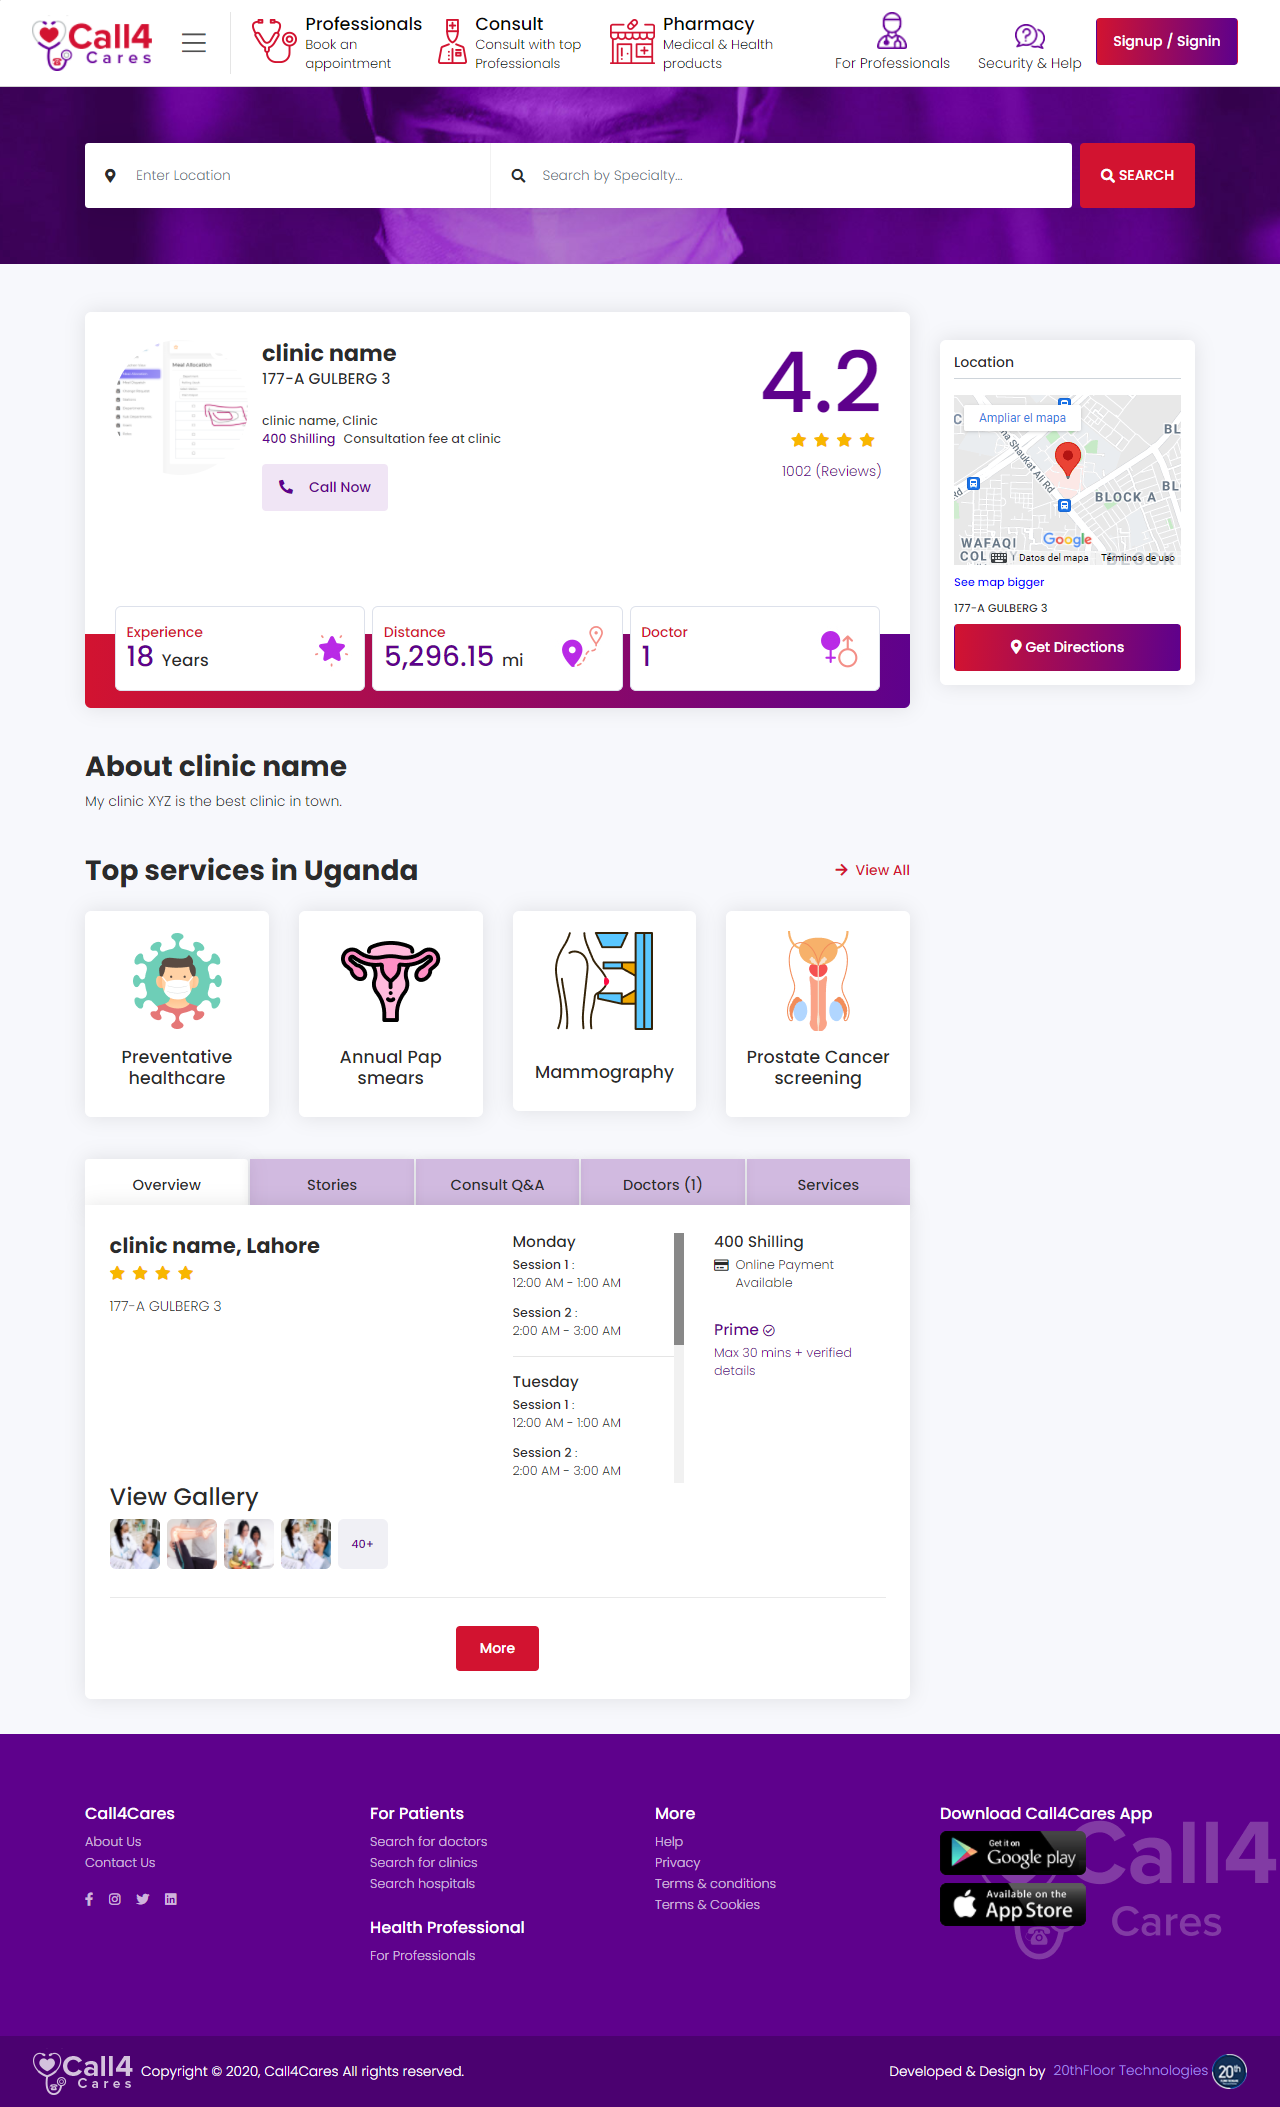 Call4
Cares
Professionals
Book an
appointment
Consult
Consult with top
Professionals
Pharmacy
Medical & Health
products
For Professionals
Security & Help
Signup / Signin
Enter Location
Search by Specialty...
SEARCH
clinic name
177-A GULBERG 3
clinic name, Clinic
400 Shilling Consultation fee at clinic
Call Now
4.2
1002 (Reviews)
Meal Allocation
Experience
18 Years
Distance
5,296.15 mi
Doctor
1
Location
Ampliar el mapa
Shaukat Ali Rd
BLOCK A
WAFAQI
Google
Datos del mapa
Términos de uso
See map bigger
177-A GULBERG 3
Get Directions
About clinic name
My clinic XYZ is the best clinic in town.
Top services in Uganda
View All
Preventative
healthcare
Annual Pap
smears
Mammography
Prostate Cancer
screening
Overview
Stories
Consult Q&A
Doctors (1)
Services
clinic name, Lahore
177-A GULBERG 3
Monday
Session 1 :
12:00 AM - 1:00 AM
Session 2 :
2:00 AM - 3:00 AM
Tuesday
Session 1 :
12:00 AM - 1:00 AM
Session 2 :
2:00 AM - 3:00 AM
400 Shilling
Online Payment
Available
Prime
Max 30 mins + verified
details
View Gallery
40+
More
Call4Cares
About Us
Contact Us
For Patients
Search for doctors
Search for clinics
Search hospitals
Health Professional
For Professionals
More
Help
Privacy
Terms & conditions
Terms & Cookies
Download Call4Cares App
Get it on
Google play
Available on the
App Store
Call4
Cares
Call4
Cares
Copyright © 2020, Call4Cares All rights reserved.
Developed & Design by 20thFloor Technologies
20th